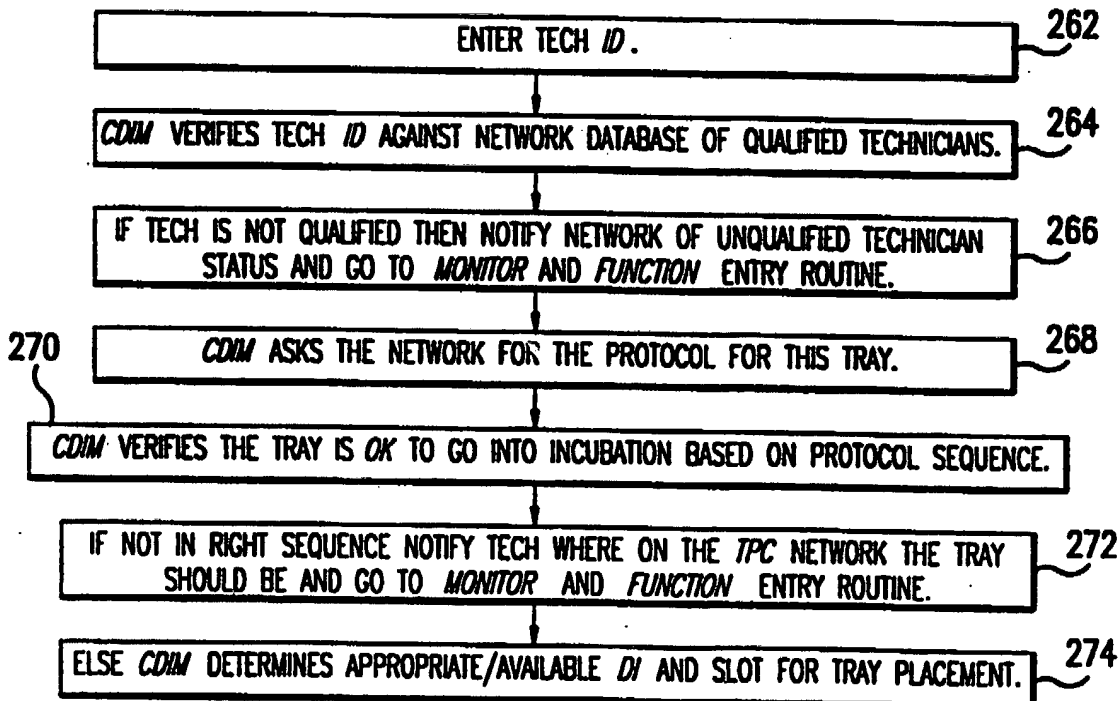 ENTER TECH ID.
262
CDIM VERIFIES TECH ID AGAINST NETWORK DATABASE OF QUALIFIED TECHNICIANS.
264
IF TECH IS NOT QUALIFIED THEN NOTIFY NETWORK OF UNQUALIFIED TECHNICIAN
STATUS AND GO TO MONITOR AND FUNCTION ENTRY ROUTINE.
266
CDIM ASKS THE NETWORK FOR THE PROTOCOL FOR THIS TRAY.
268
270
CDIM VERIFIES THE TRAY IS OK TO GO INTO INCUBATION BASED ON PROTOCOL SEQUENCE.
IF NOT IN RIGHT SEQUENCE NOTIFY TECH WHERE ON THE TPC NETWORK THE TRAY
SHOULD BE AND GO TO MONITOR AND FUNCTION ENTRY ROUTINE.
272
ELSE CDIM DETERMINES APPROPRIATE/AVAILABLE DI AND SLOT FOR TRAY PLACEMENT.
274